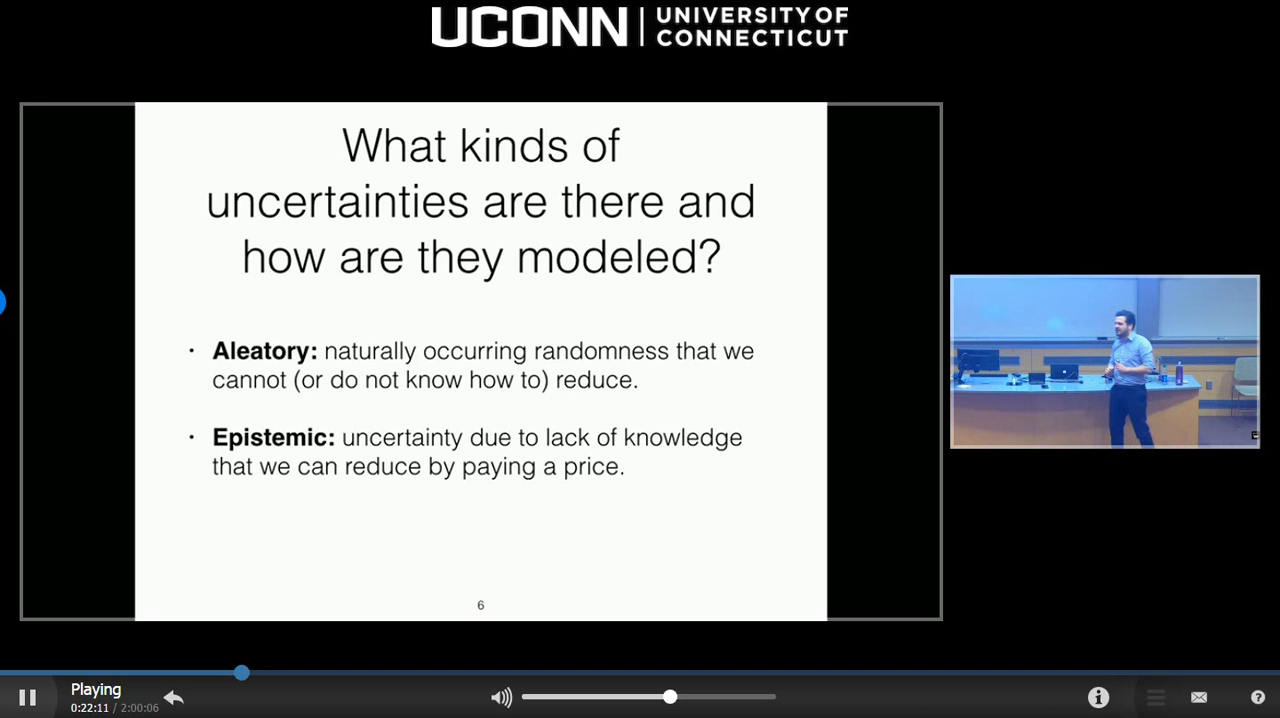 UCONN | UNIVERSITY OF
CONNECTICUT
What kinds of
uncertainties are there and
how are they modeled?
· Aleatory: naturally occurring randomness that we
cannot (or do not know how to) reduce.
· Epistemic: uncertainty due to lack of knowledge
that we can reduce by paying a price.
6
Playing
0:22:11 / 2:00:06